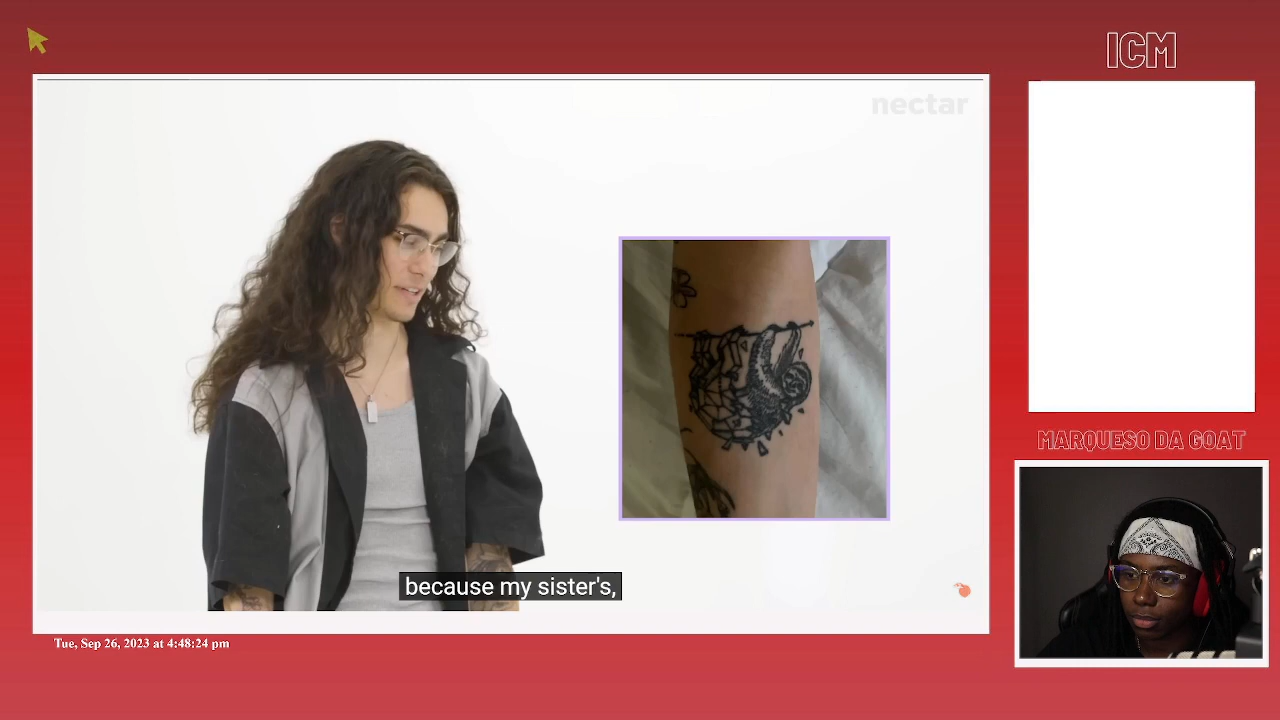 ICM
nectar
MARQUESO DA GOAT
because my sister's,
Tue, Sep 26, 2023 at 4:48:24 pm